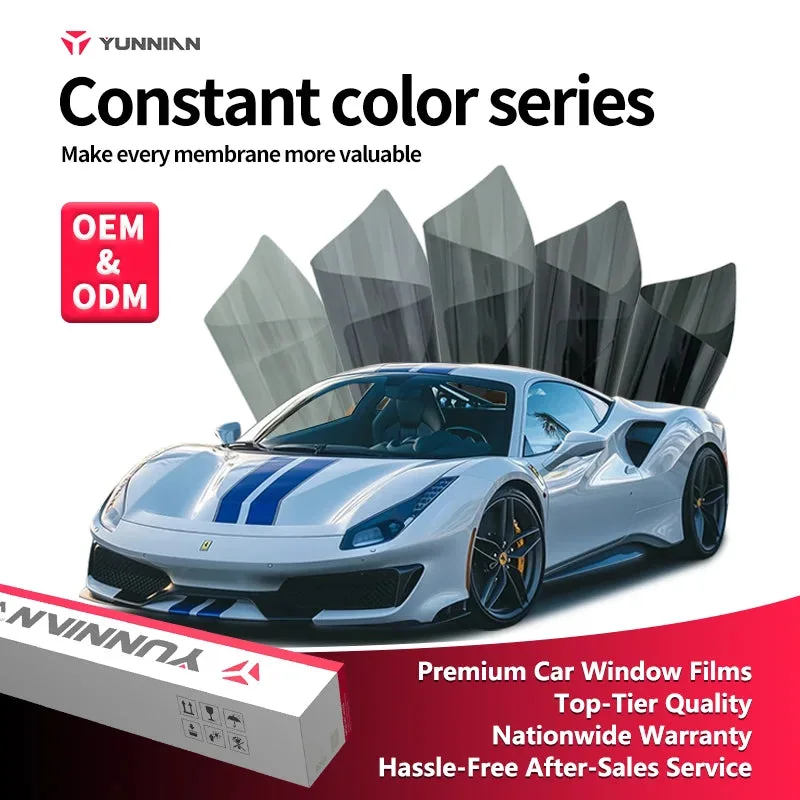 YUNNIAN
Constant color series
Make every membrane more valuable
OEM
&
ODM
YUNNIAN
Premium Car Window Films
Top-Tier Quality
Nationwide Warranty
Hassle-Free After-Sales Service